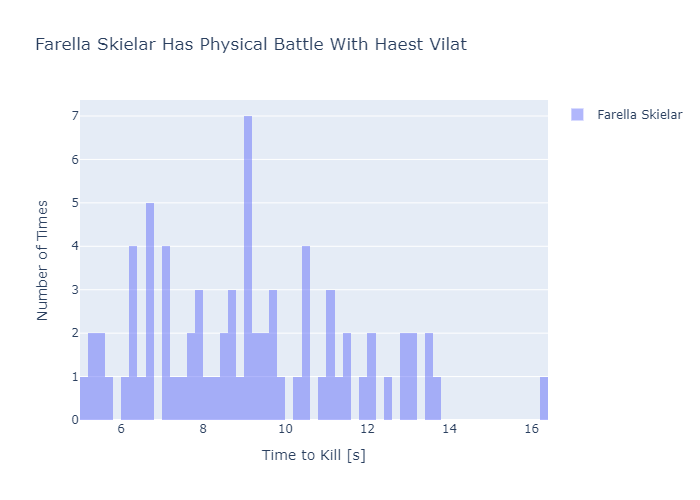 Farella Skielar Has Physical Battle With Haest Vilat
Farella Skielar
Number of Times
7
6
5
4
3
2
1
0
6 8 10 12 14 16
Time to Kill [s]